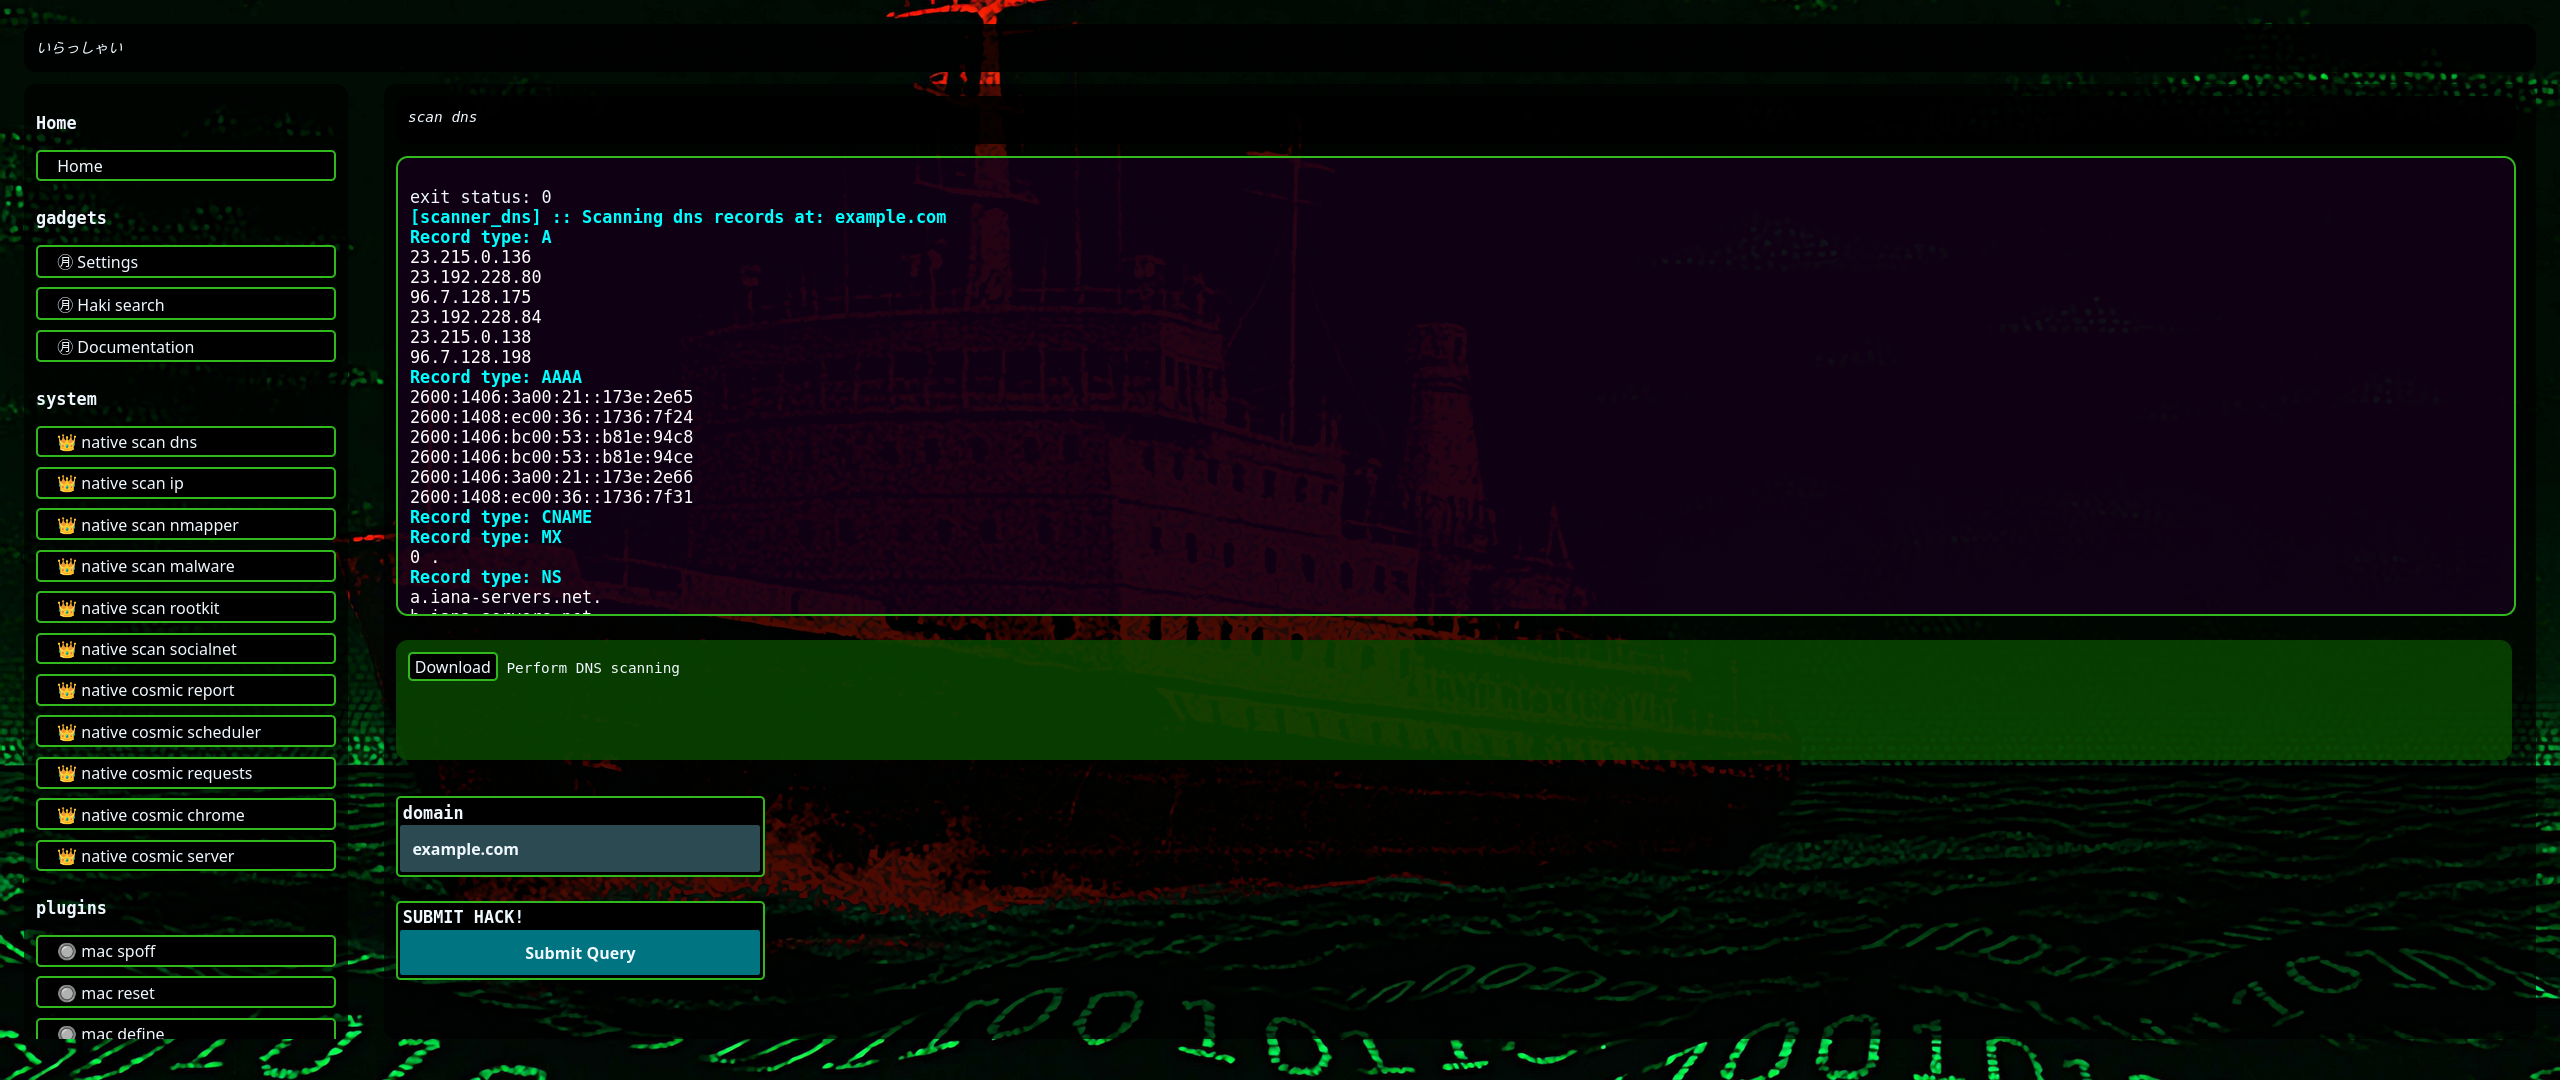 いらっしゃい
Home
Home
gadgets
㊊ Settings
㊊ Haki search
㊊ Documentation
system
native scan dns
native scan ip
native scan nmapper
native scan malware
native scan rootkit
native scan socialnet
native cosmic report
native cosmic scheduler
native cosmic requests
native cosmic chrome
native cosmic server
plugins
mac spoff
mac reset
mac define
scan dns
exit status: 0
[scanner_dns] :: Scanning dns records at: example.com
Record type: A
23.215.0.136
23.192.228.80
96.7.128.175
23.192.228.84
23.215.0.138
96.7.128.198
Record type: AAAA
2600:1406:3a00:21::173e:2e65
2600:1408:ec00:36::1736:7f24
2600:1406:bc00:53::b81e:94c8
2600:1406:bc00:53::b81e:94ce
2600:1406:3a00:21::173e:2e66
2600:1408:ec00:36::1736:7f31
Record type: CNAME
Record type: MX
0 .
Record type: NS
a.iana-servers.net.
Download Perform DNS scanning
domain
example.com
SUBMIT HACK!
Submit Query